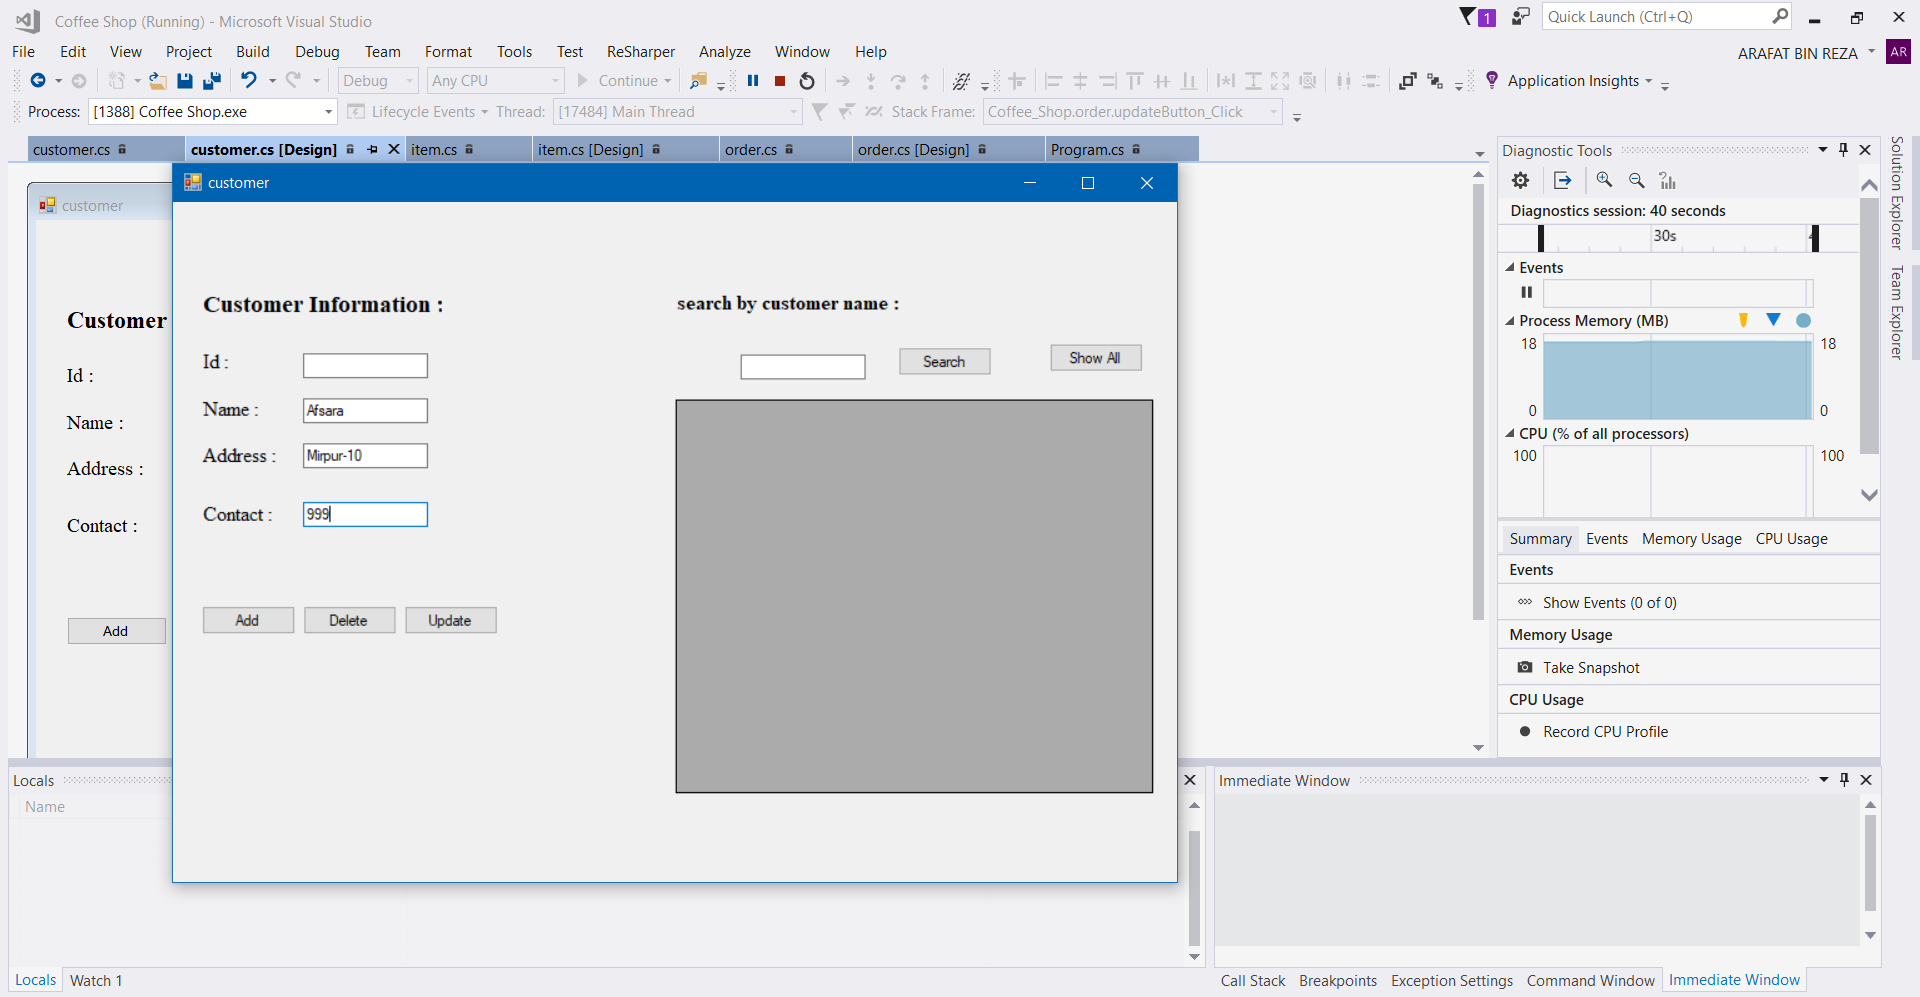 Coffee Shop (Running) - Microsoft Visual Studio
1
Quick Launch (Ctrl+Q)
File Edit View Project Build Debug Team Format Tools Test ReSharper Analyze Window Help
ARAFAT BIN REZA AR
Debug Any CPU Continue Application Insights
Process: [1388] Coffee Shop.exe Lifecycle Events Thread: [17484] Main Thread Stack Frame: Coffee_Shop.order.updateButton_Click
customer.cs customer.cs [Design] item.cs item.cs [Design] order.cs order.cs [Design] Program.cs
customer
Customer
Id :
Name :
Address :
Contact :
Add
customer
Customer Information :
Id :
Name : Afsara
Address : Mirpur-10
Contact : 999
Add Delete Update
search by customer name :
Search Show All
Diagnostic Tools
Diagnostics session: 40 seconds
30s
Events
Process Memory (MB)
18 18
0 0
CPU (% of all processors)
100 100
Summary Events Memory Usage CPU Usage
Events
Show Events (0 of 0)
Memory Usage
Take Snapshot
CPU Usage
Record CPU Profile
Solution Explorer
Team Explorer
Locals
Name
Locals Watch 1
Immediate Window
Call Stack Breakpoints Exception Settings Command Window Immediate Window